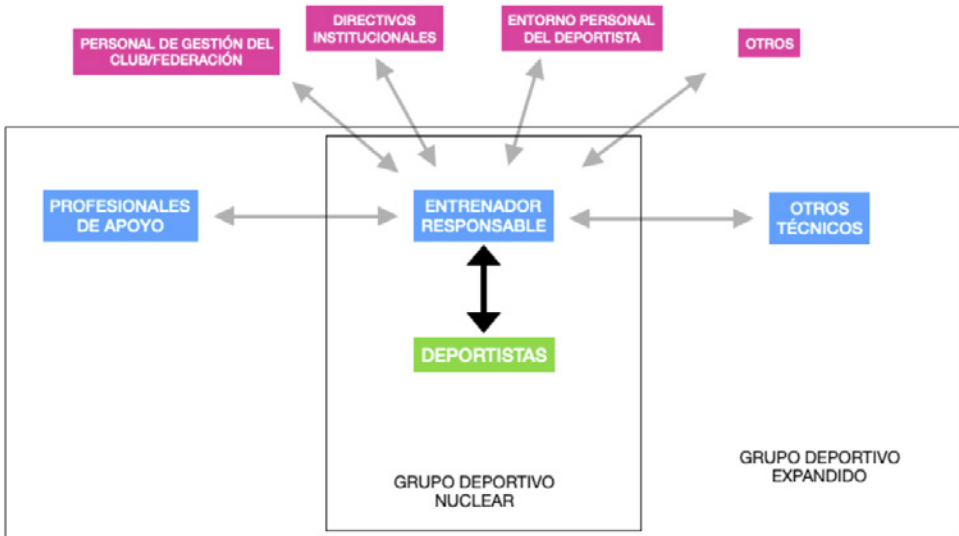 PERSONAL DE GESTIÓN DEL
CLUB/FEDERACIÓN
DIRECTIVOS
INSTITUCIONALES
ENTORNO PERSONAL
DEL DEPORTISTA
OTROS
PROFESIONALES
DE APOYO
ENTRENADOR
RESPONSABLE
OTROS
TÉCNICOS
DEPORTISTAS
GRUPO DEPORTIVO
NUCLEAR
GRUPO DEPORTIVO
EXPANDIDO